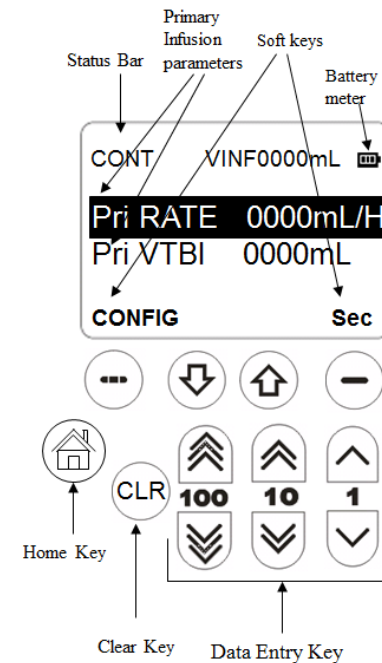 Primary
Infusion
parameters
Soft keys
Status Bar
Battery
meter
CONT VINF0000mL
Pri RATE 0000mL/H
Pri VTBI 0000mL
CONFIG Sec
CLR
100 10 1
Home Key
Clear Key
Data Entry Key